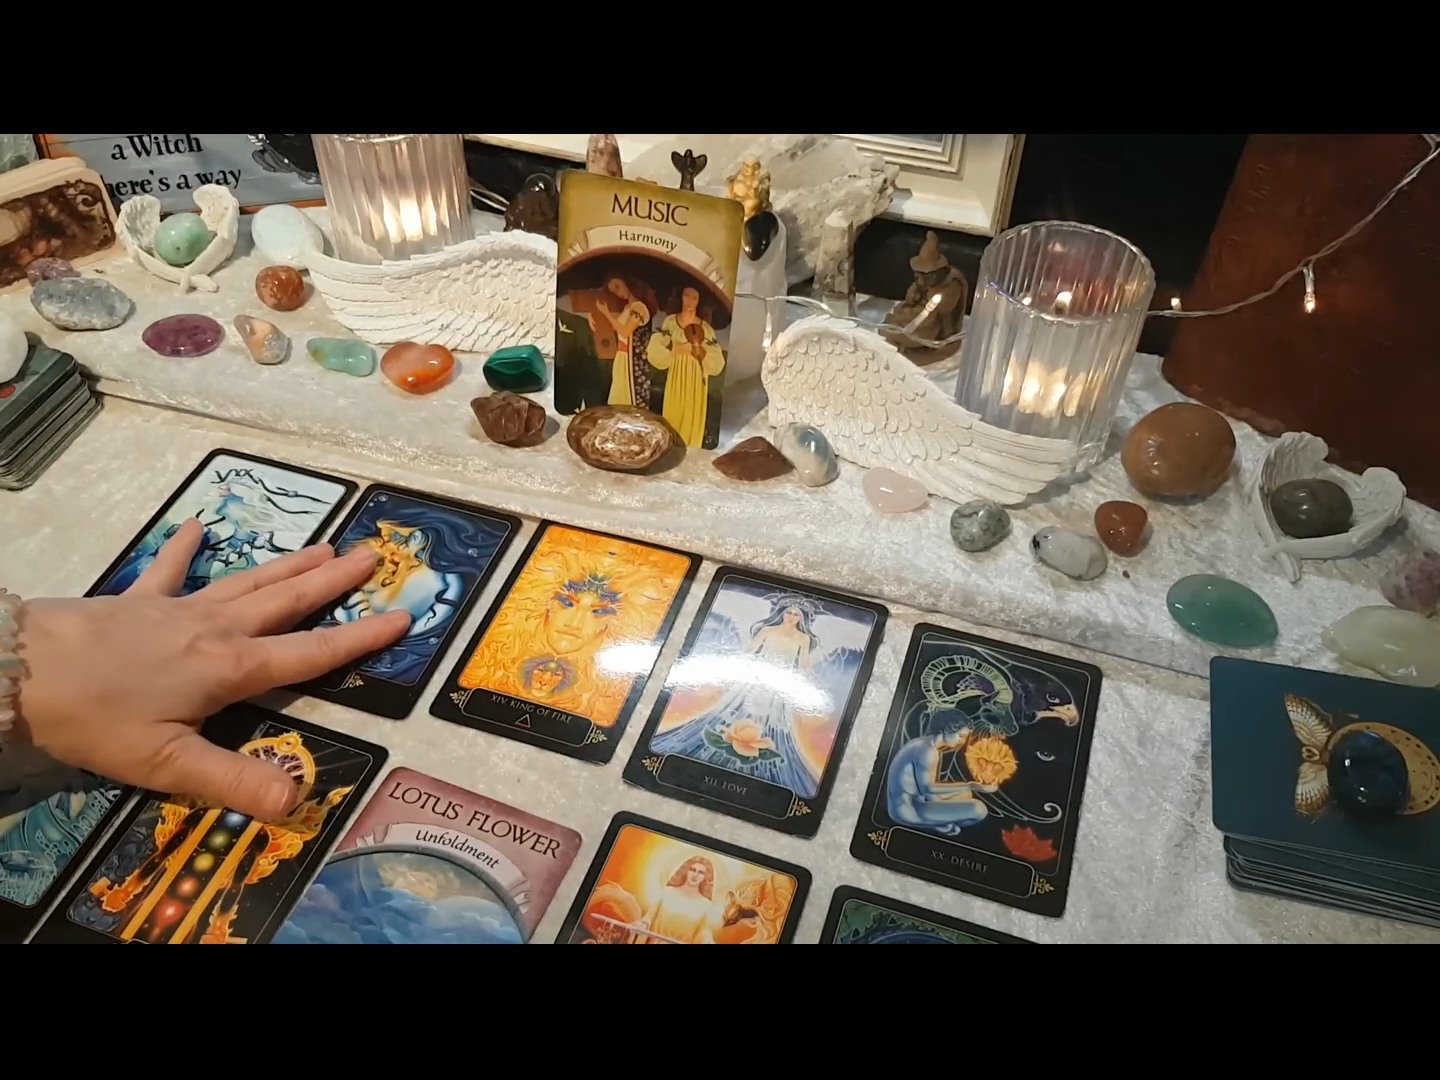 a Witch
here's a way
MUSIC
Harmony
XIV. KING OF FIRE
XII. LOVE
XX. DESIRE
LOTUS FLOWER
Unfoldment